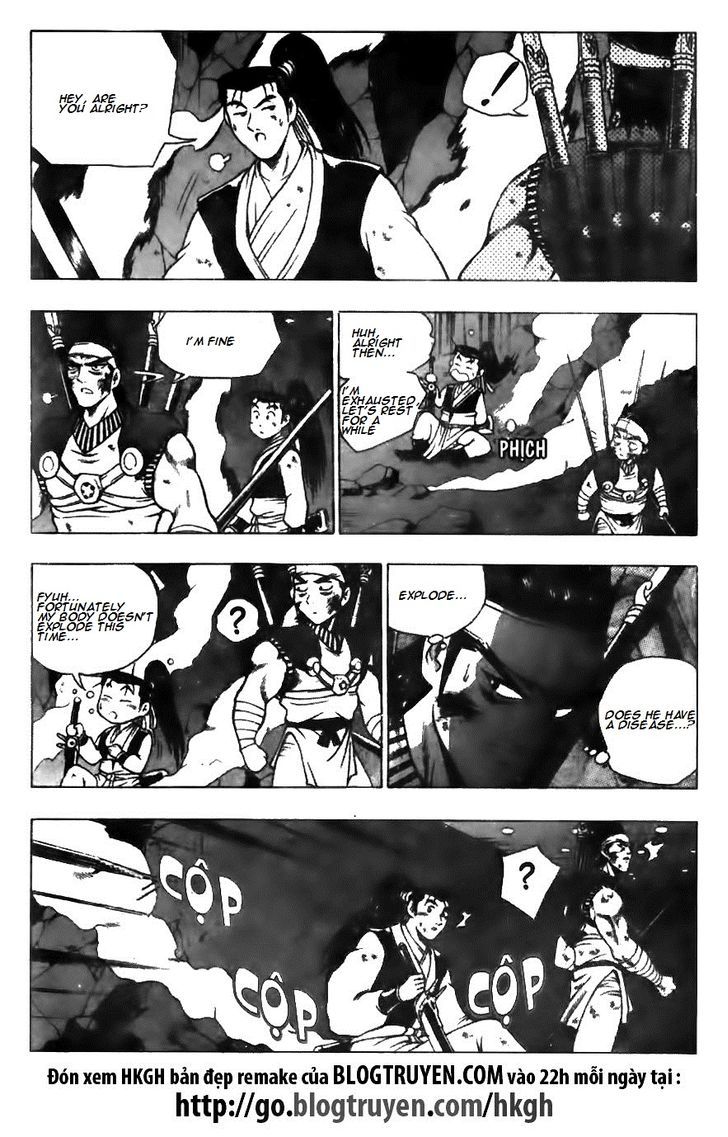 HEY, ARE
YOU ALRIGHT?
!
I'M FINE
HUH,
ALRIGHT
THEN...
I'M
EXHAUSTED,
LET'S REST
FOR A
WHILE
PHỊCH
FYUH...
FORTUNATELY
MY BODY DOESN'T
EXPLODE THIS
TIME...
?
EXPLODE...
DOES HE HAVE
A DISEASE...?
CỘP
CỘP
CỘP
?
Đón xem HKGH bản đẹp remake của BLOGTRUYEN.COM vào 22h mỗi ngày tại :
http://go.blogtruyen.com/hkgh